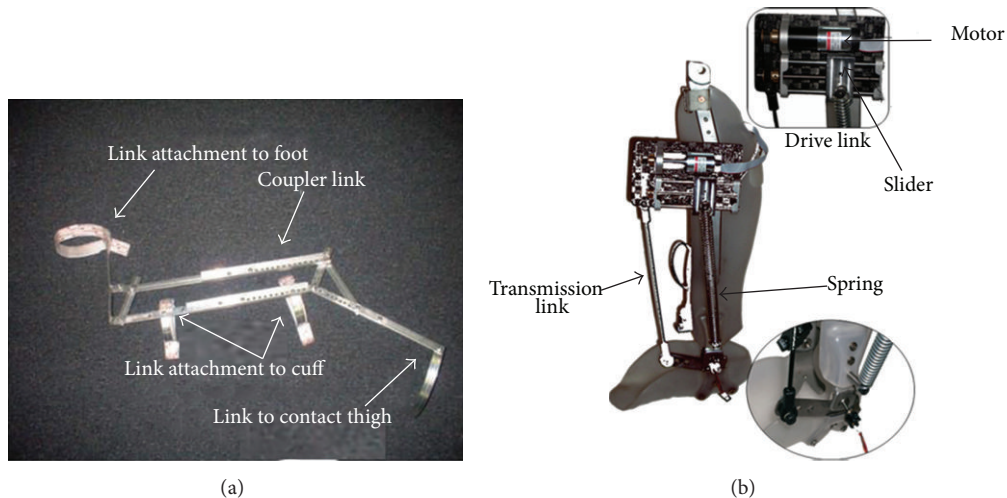 Link attachment to foot
Coupler link
Link attachment to cuff
Link to contact thigh
(a)
Motor
Drive link
Slider
Transmission
link
Spring
(b)